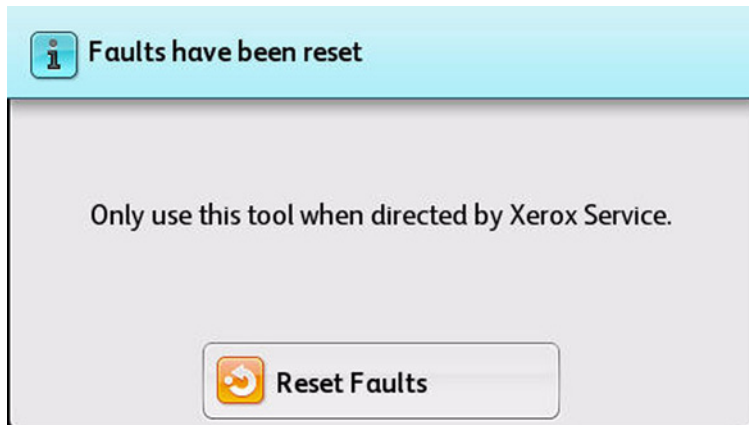 Faults have been reset
Only use this tool when directed by Xerox Service.
Reset Faults